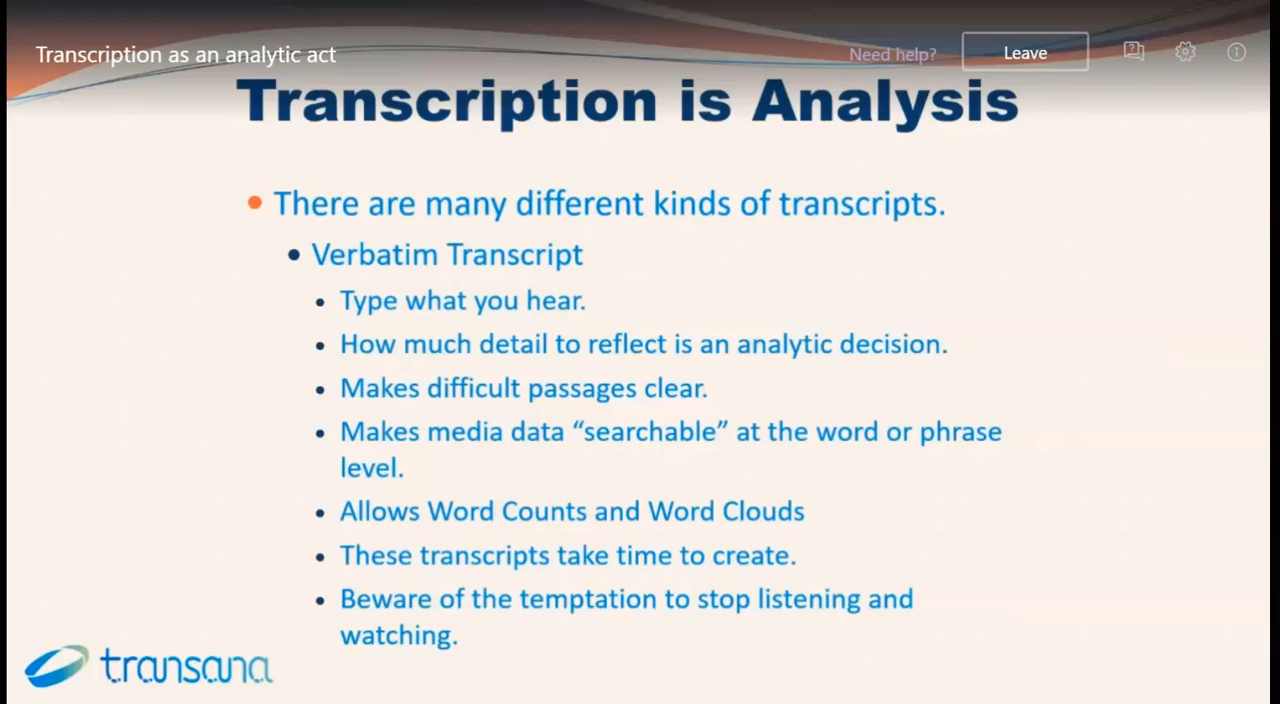 Transcription as an analytic act
Need help?
Leave
Transcription is Analysis
There are many different kinds of transcripts.
Verbatim Transcript
Type what you hear.
How much detail to reflect is an analytic decision.
Makes difficult passages clear.
Makes media data “searchable” at the word or phrase
level.
Allows Word Counts and Word Clouds
These transcripts take time to create.
Beware of the temptation to stop listening and
watching.
transana